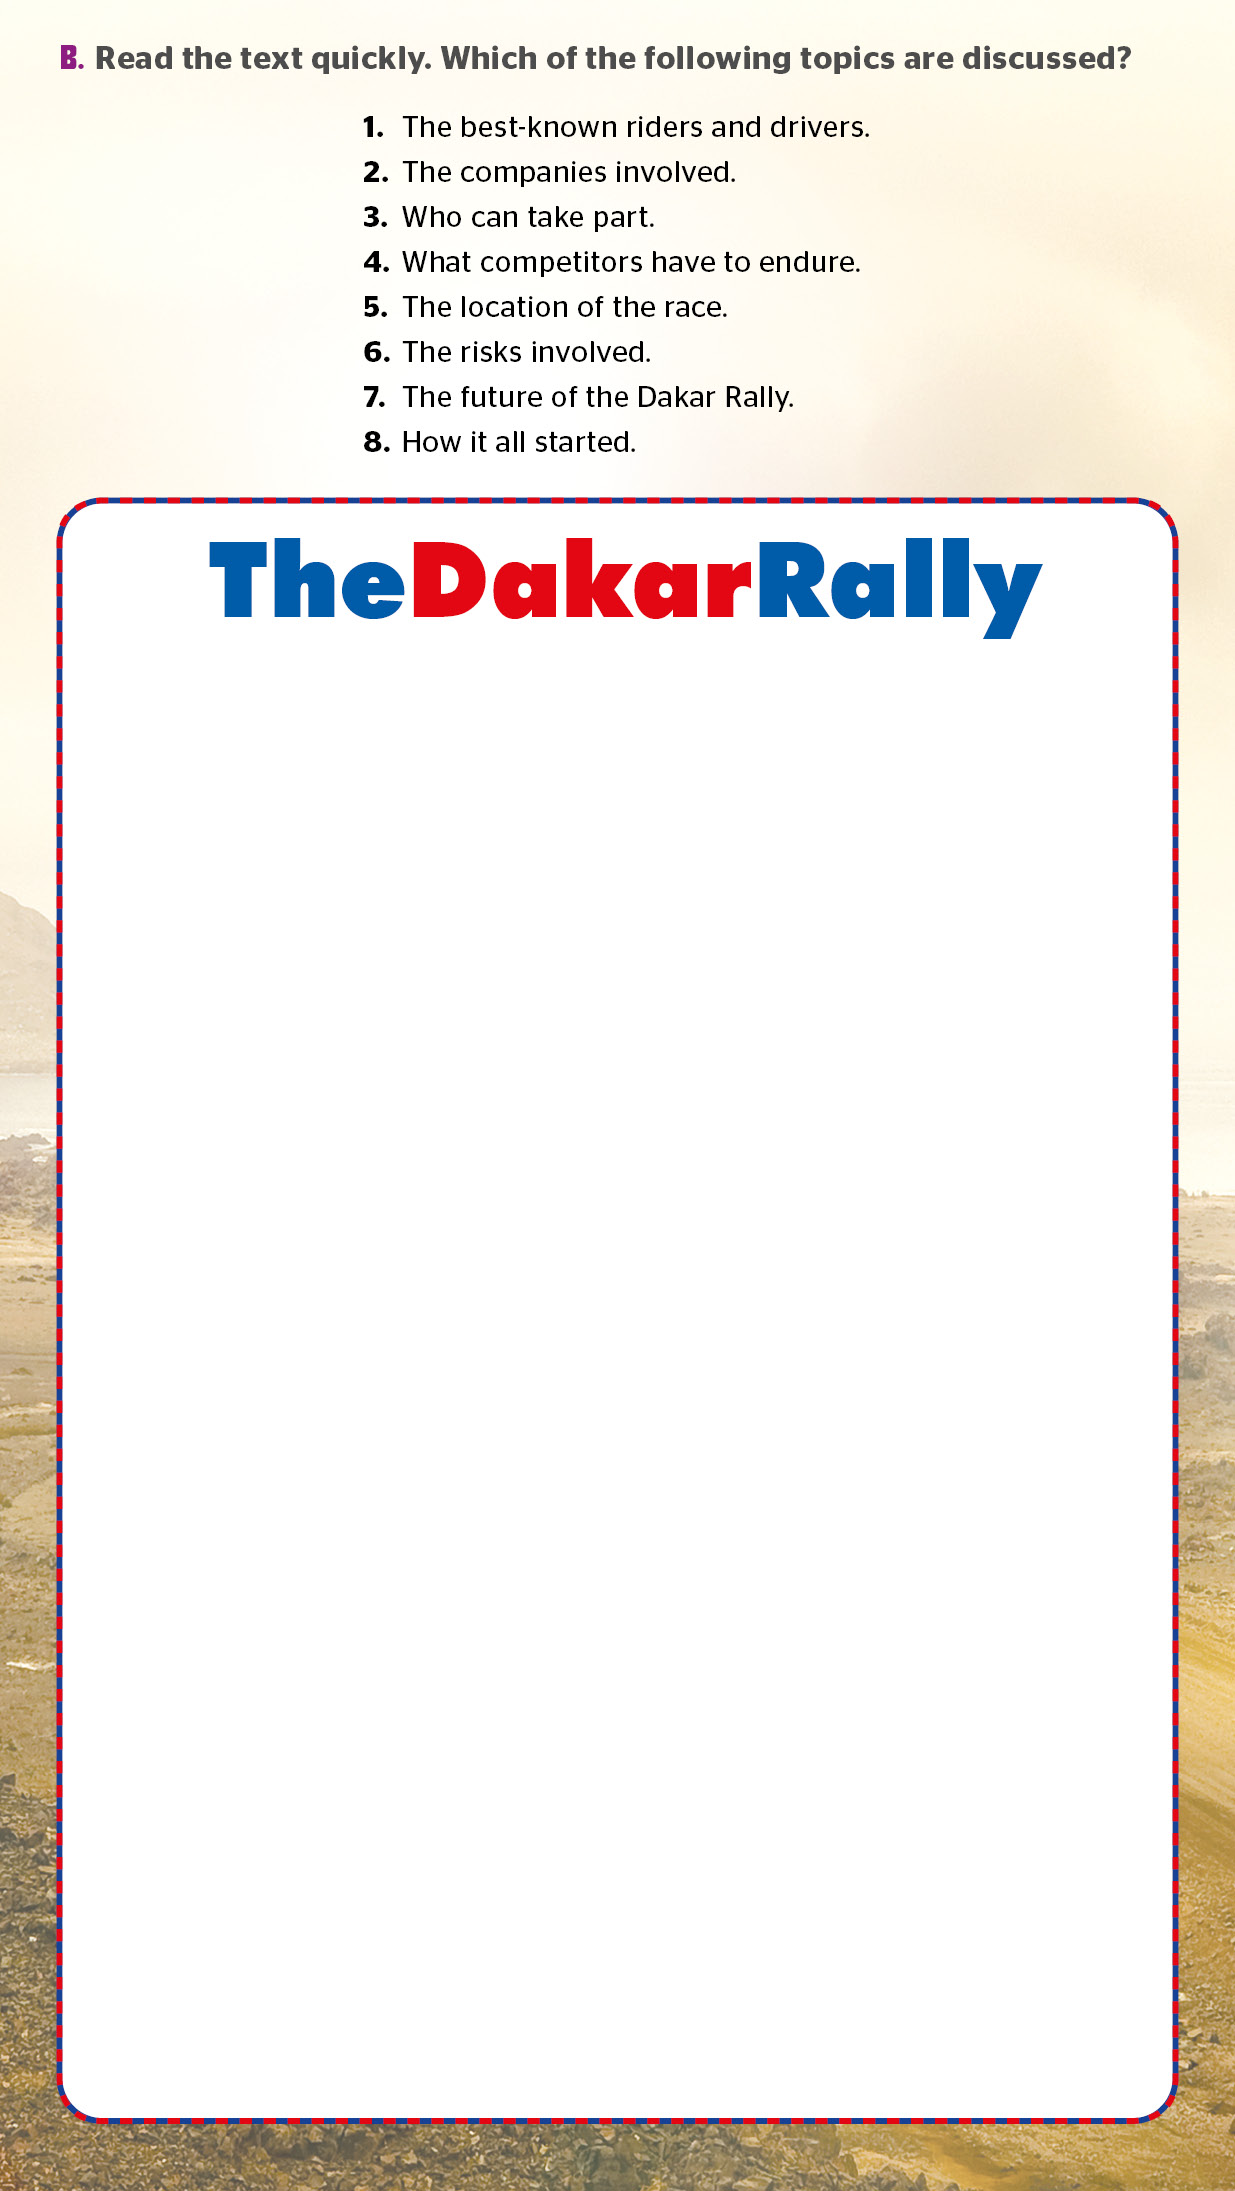 B. Read the text quickly. Which of the following topics are discussed?
1. The best-known riders and drivers.
2. The companies involved.
3. Who can take part.
4. What competitors have to endure.
5. The location of the race.
6. The risks involved.
7. The future of the Dakar Rally.
8. How it all started.
TheDakarRally